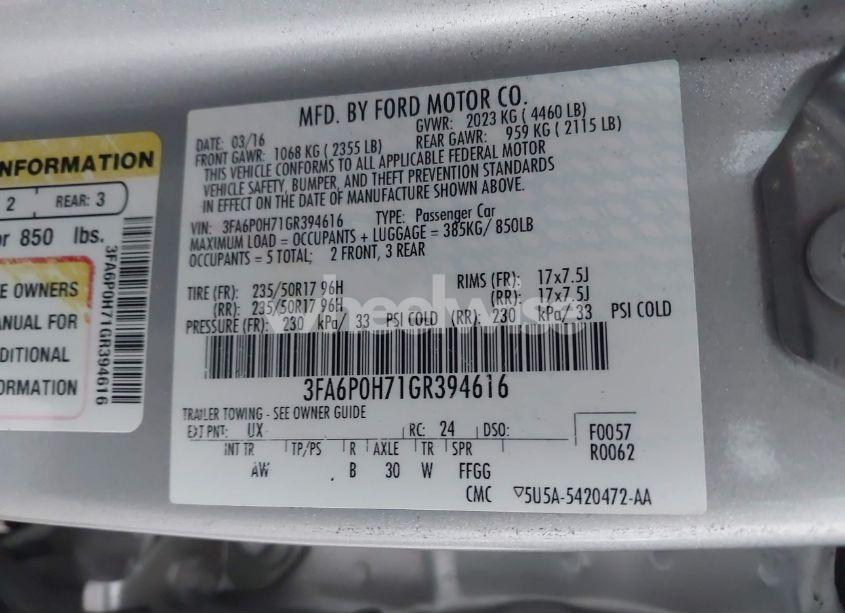 MFD. BY FORD MOTOR CO.
DATE: 03/16 GVWR: 2023 KG ( 4460 LB)
FRONT GAWR: 1068 KG ( 2355 LB) REAR GAWR: 959 KG ( 2115 LB)
THIS VEHICLE CONFORMS TO ALL APPLICABLE FEDERAL MOTOR
VEHICLE SAFETY, BUMPER, AND THEFT PREVENTION STANDARDS
IN EFFECT ON THE DATE OF MANUFACTURE SHOWN ABOVE.
VIN: 3FA6P0H71GR394616 TYPE: Passenger Car
MAXIMUM LOAD = OCCUPANTS + LUGGAGE = 385KG/ 850LB
OCCUPANTS = 5 TOTAL; 2 FRONT, 3 REAR
TIRE (FR): 235/50R17 96H RIMS (FR): 17x7.5J
(RR): 235/50R17 96H (RR): 17x7.5J
PRESSURE (FR): 230 kPa/ 33 PSI COLD (RR): 230 kPa/ 33 PSI COLD
3FA6P0H71GR394616
TRAILER TOWING - SEE OWNER GUIDE
EXT PNT: UX RC: 24 DSO:
F0057
R0062
INT TR TP/PS R AXLE TR SPR
AW B 30 W FFGG
CMC ▽5U5A-5420472-AA
INFORMATION
2 REAR: 3
or 850 lbs.
E OWNERS
ANUAL FOR
DDITIONAL
FORMATION
3FA6P0H71GR394616
wheelwise